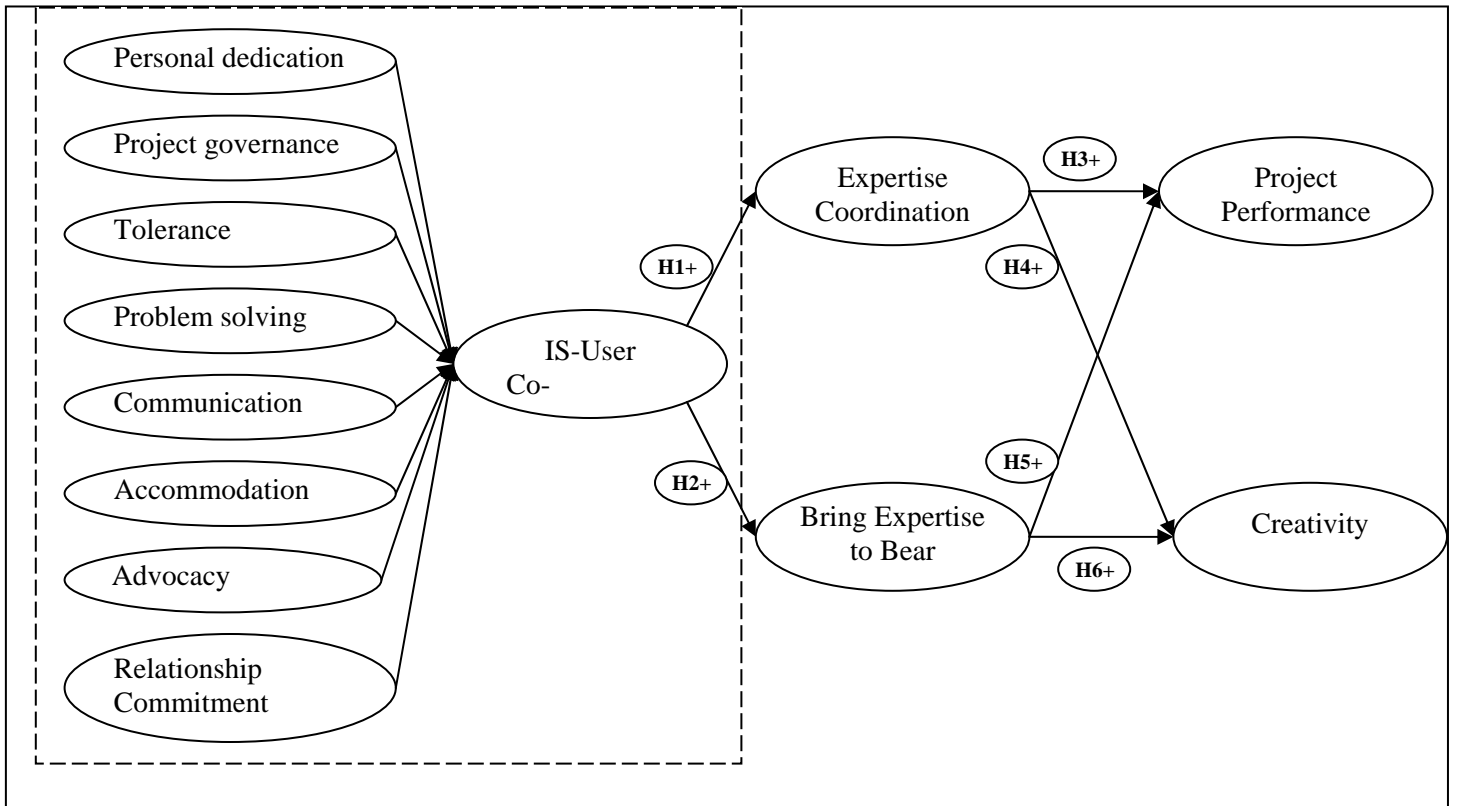 Personal dedication
Project governance
Tolerance
Problem solving
Communication
Accommodation
Advocacy
Relationship
Commitment
IS-User
Co-
H1+
H2+
Expertise
Coordination
Bring Expertise
to Bear
H3+
H4+
H5+
H6+
Project
Performance
Creativity